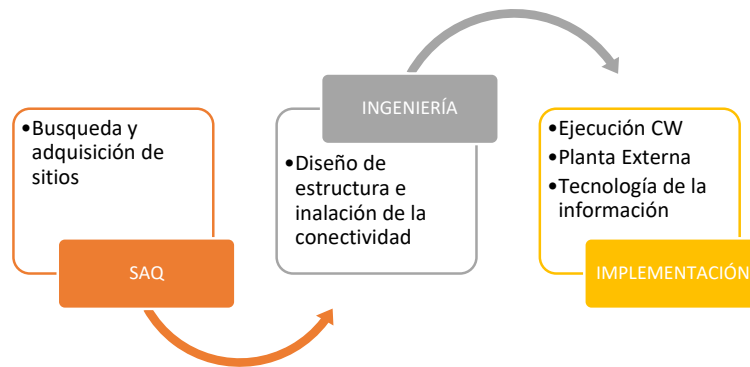 •Busqueda y
adquisición de
sitios
SAQ
INGENIERÍA
•Diseño de
estructura e
inalación de la
conectividad
•Ejecución CW
•Planta Externa
•Tecnología de la
información
IMPLEMENTACIÓN